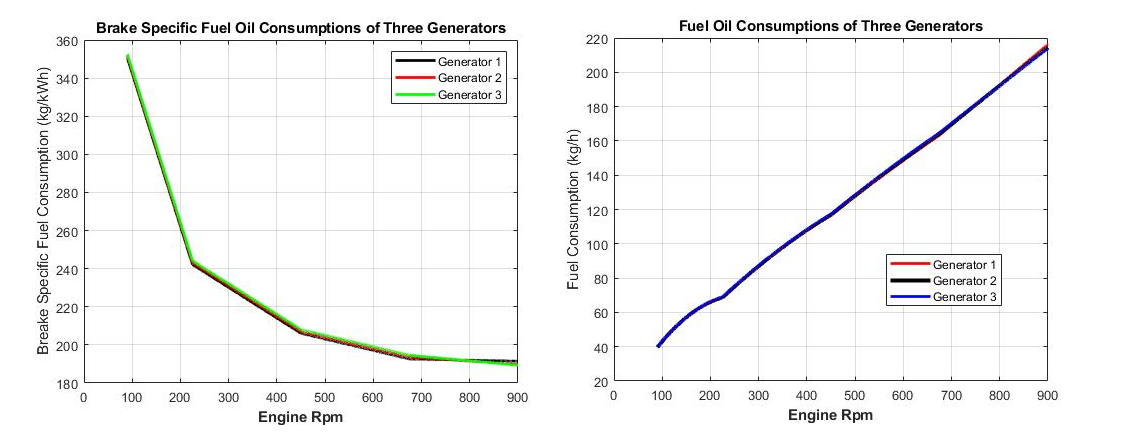 Brake Specific Fuel Oil Consumptions of Three Generators
Breake Specific Fuel Consumption (kg/kWh)
360
340
320
300
280
260
240
220
200
180
0 100 200 300 400 500 600 700 800 900
Engine Rpm
Generator 1
Generator 2
Generator 3
Fuel Oil Consumptions of Three Generators
Fuel Consumption (kg/h)
220
200
180
160
140
120
100
80
60
40
20
0 100 200 300 400 500 600 700 800 900
Engine Rpm
Generator 1
Generator 2
Generator 3